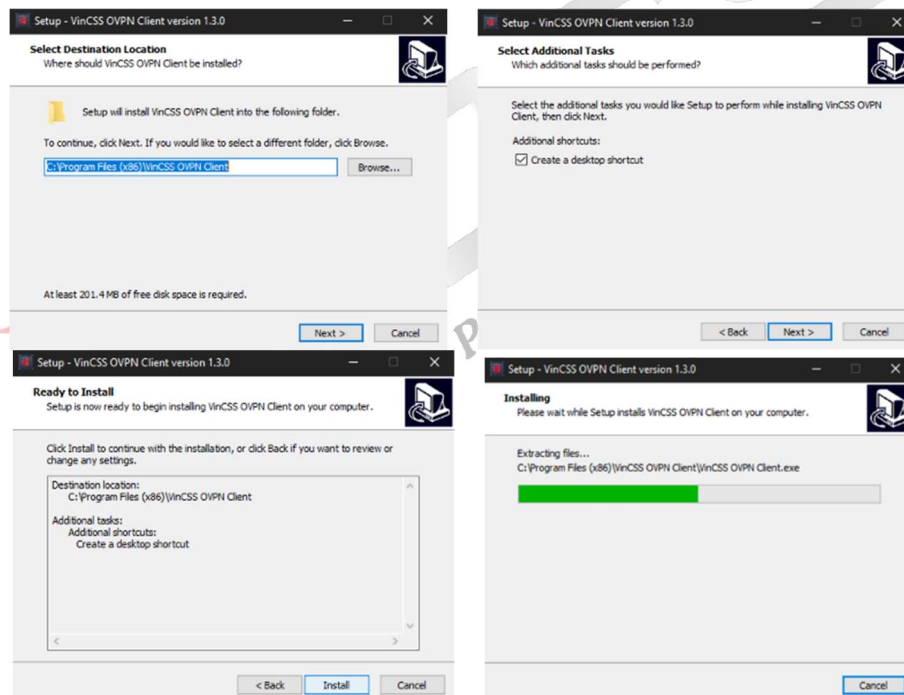 Setup - VinCSS OVPN Client version 1.3.0
Select Destination Location
Where should VinCSS OVPN Client be installed?
Setup will install VinCSS OVPN Client into the following folder.
To continue, click Next. If you would like to select a different folder, click Browse.
C:\Program Files (x86)\VinCSS OVPN Client
Browse...
At least 201.4 MB of free disk space is required.
Next >
Cancel
Setup - VinCSS OVPN Client version 1.3.0
Select Additional Tasks
Which additional tasks should be performed?
Select the additional tasks you would like Setup to perform while installing VinCSS OVPN
Client, then click Next.
Additional shortcuts:
Create a desktop shortcut
< Back
Next >
Cancel
Setup - VinCSS OVPN Client version 1.3.0
Ready to Install
Setup is now ready to begin installing VinCSS OVPN Client on your computer.
Click Install to continue with the installation, or click Back if you want to review or
change any settings.
Destination location:
C:\Program Files (x86)\VinCSS OVPN Client
Additional tasks:
Additional shortcuts:
Create a desktop shortcut
< Back
Install
Cancel
Setup - VinCSS OVPN Client version 1.3.0
Installing
Please wait while Setup installs VinCSS OVPN Client on your computer.
Extracting files...
C:\Program Files (x86)\VinCSS OVPN Client\VinCSS OVPN Client.exe
Cancel